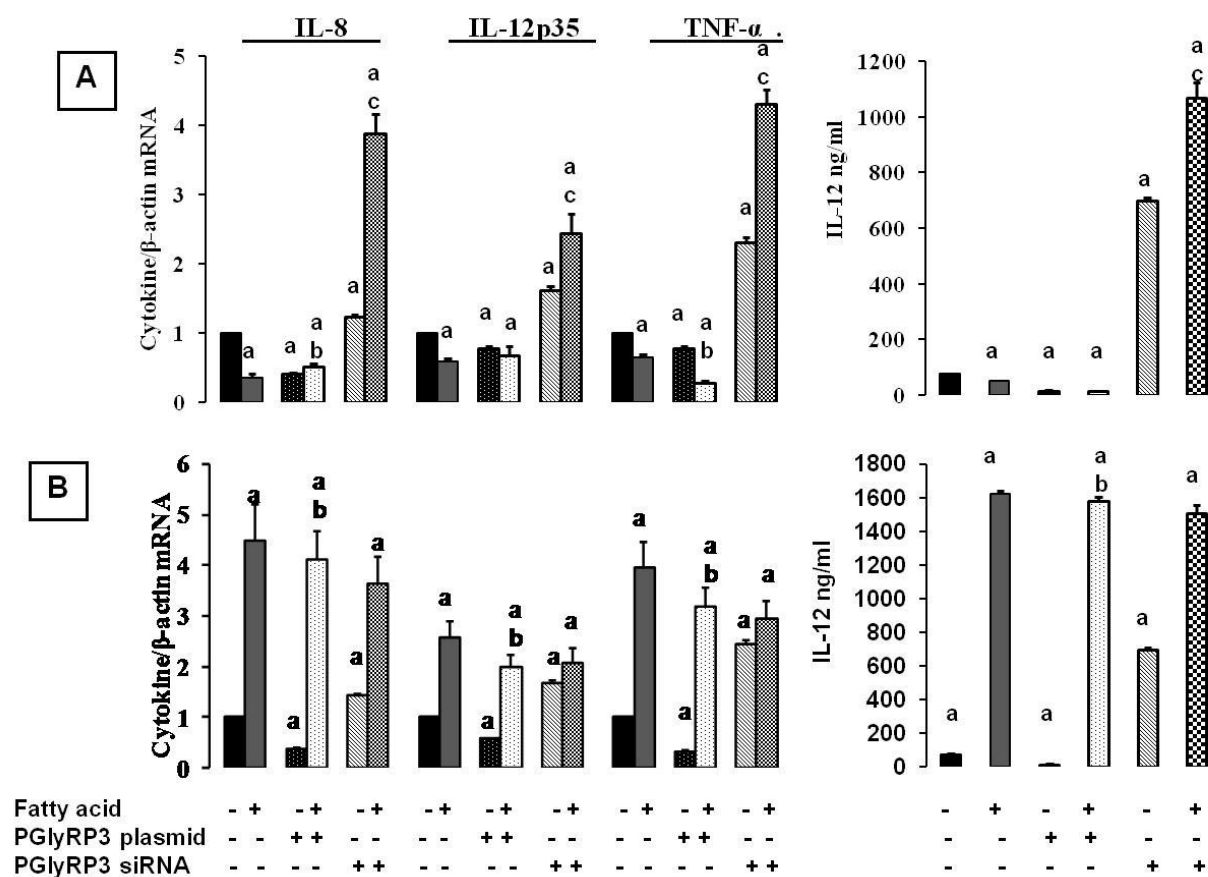 IL-8 IL-12p35 TNF-α .
A
Cytokine/β-actin mRNA
5
4
3
2
1
0
a
a
a
b
a
a
c
a
a
a
a
a
c
a
a
a
b
a
a
c
IL-12 ng/ml
1200
1000
800
600
400
200
0
a
a
a
a
a
c
B
Cytokine/β-actin mRNA
6
5
4
3
2
1
0
a
a
a
b
a
a
a
a
a
b
a
a
a
a
a
b
a
a
IL-12 ng/ml
1800
1600
1400
1200
1000
800
600
400
200
0
a
a
a
a
b
a
a
Fatty acid - + - + - + - + - + - + - + - + - + - + - + - +
PGlyRP3 plasmid - - + + - - - - + + - - - - + + - - - - + + - -
PGlyRP3 siRNA - - - - + + - - - - + + - - - - + + - - - - + +